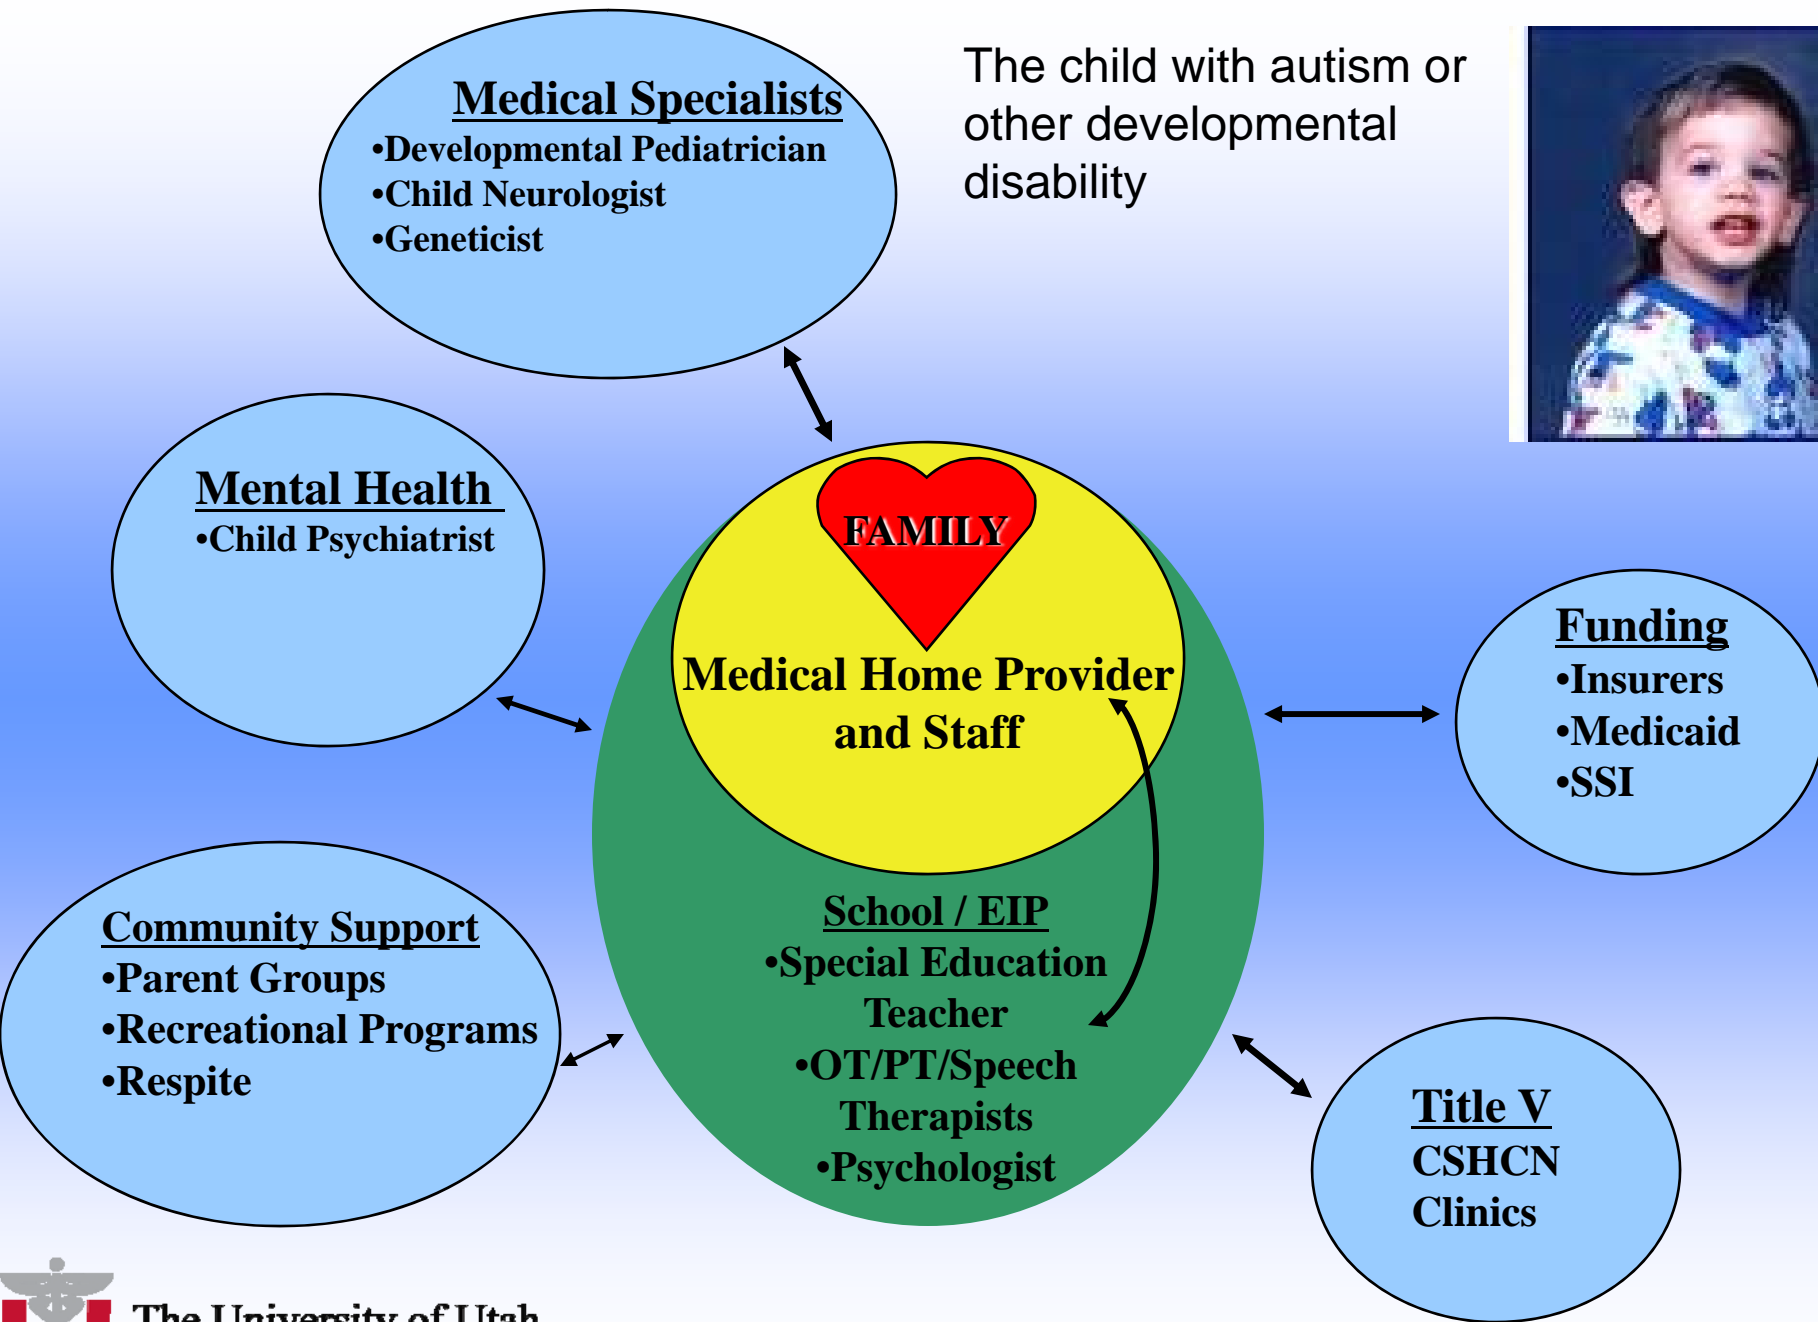 The child with autism or
other developmental
disability
Medical Specialists
•Developmental Pediatrician
•Child Neurologist
•Geneticist
Mental Health
•Child Psychiatrist
FAMILY
Medical Home Provider
and Staff
Funding
•Insurers
•Medicaid
•SSI
Community Support
•Parent Groups
•Recreational Programs
•Respite
School / EIP
•Special Education
Teacher
•OT/PT/Speech
Therapists
•Psychologist
Title V
CSHCN
Clinics
The University of Utah